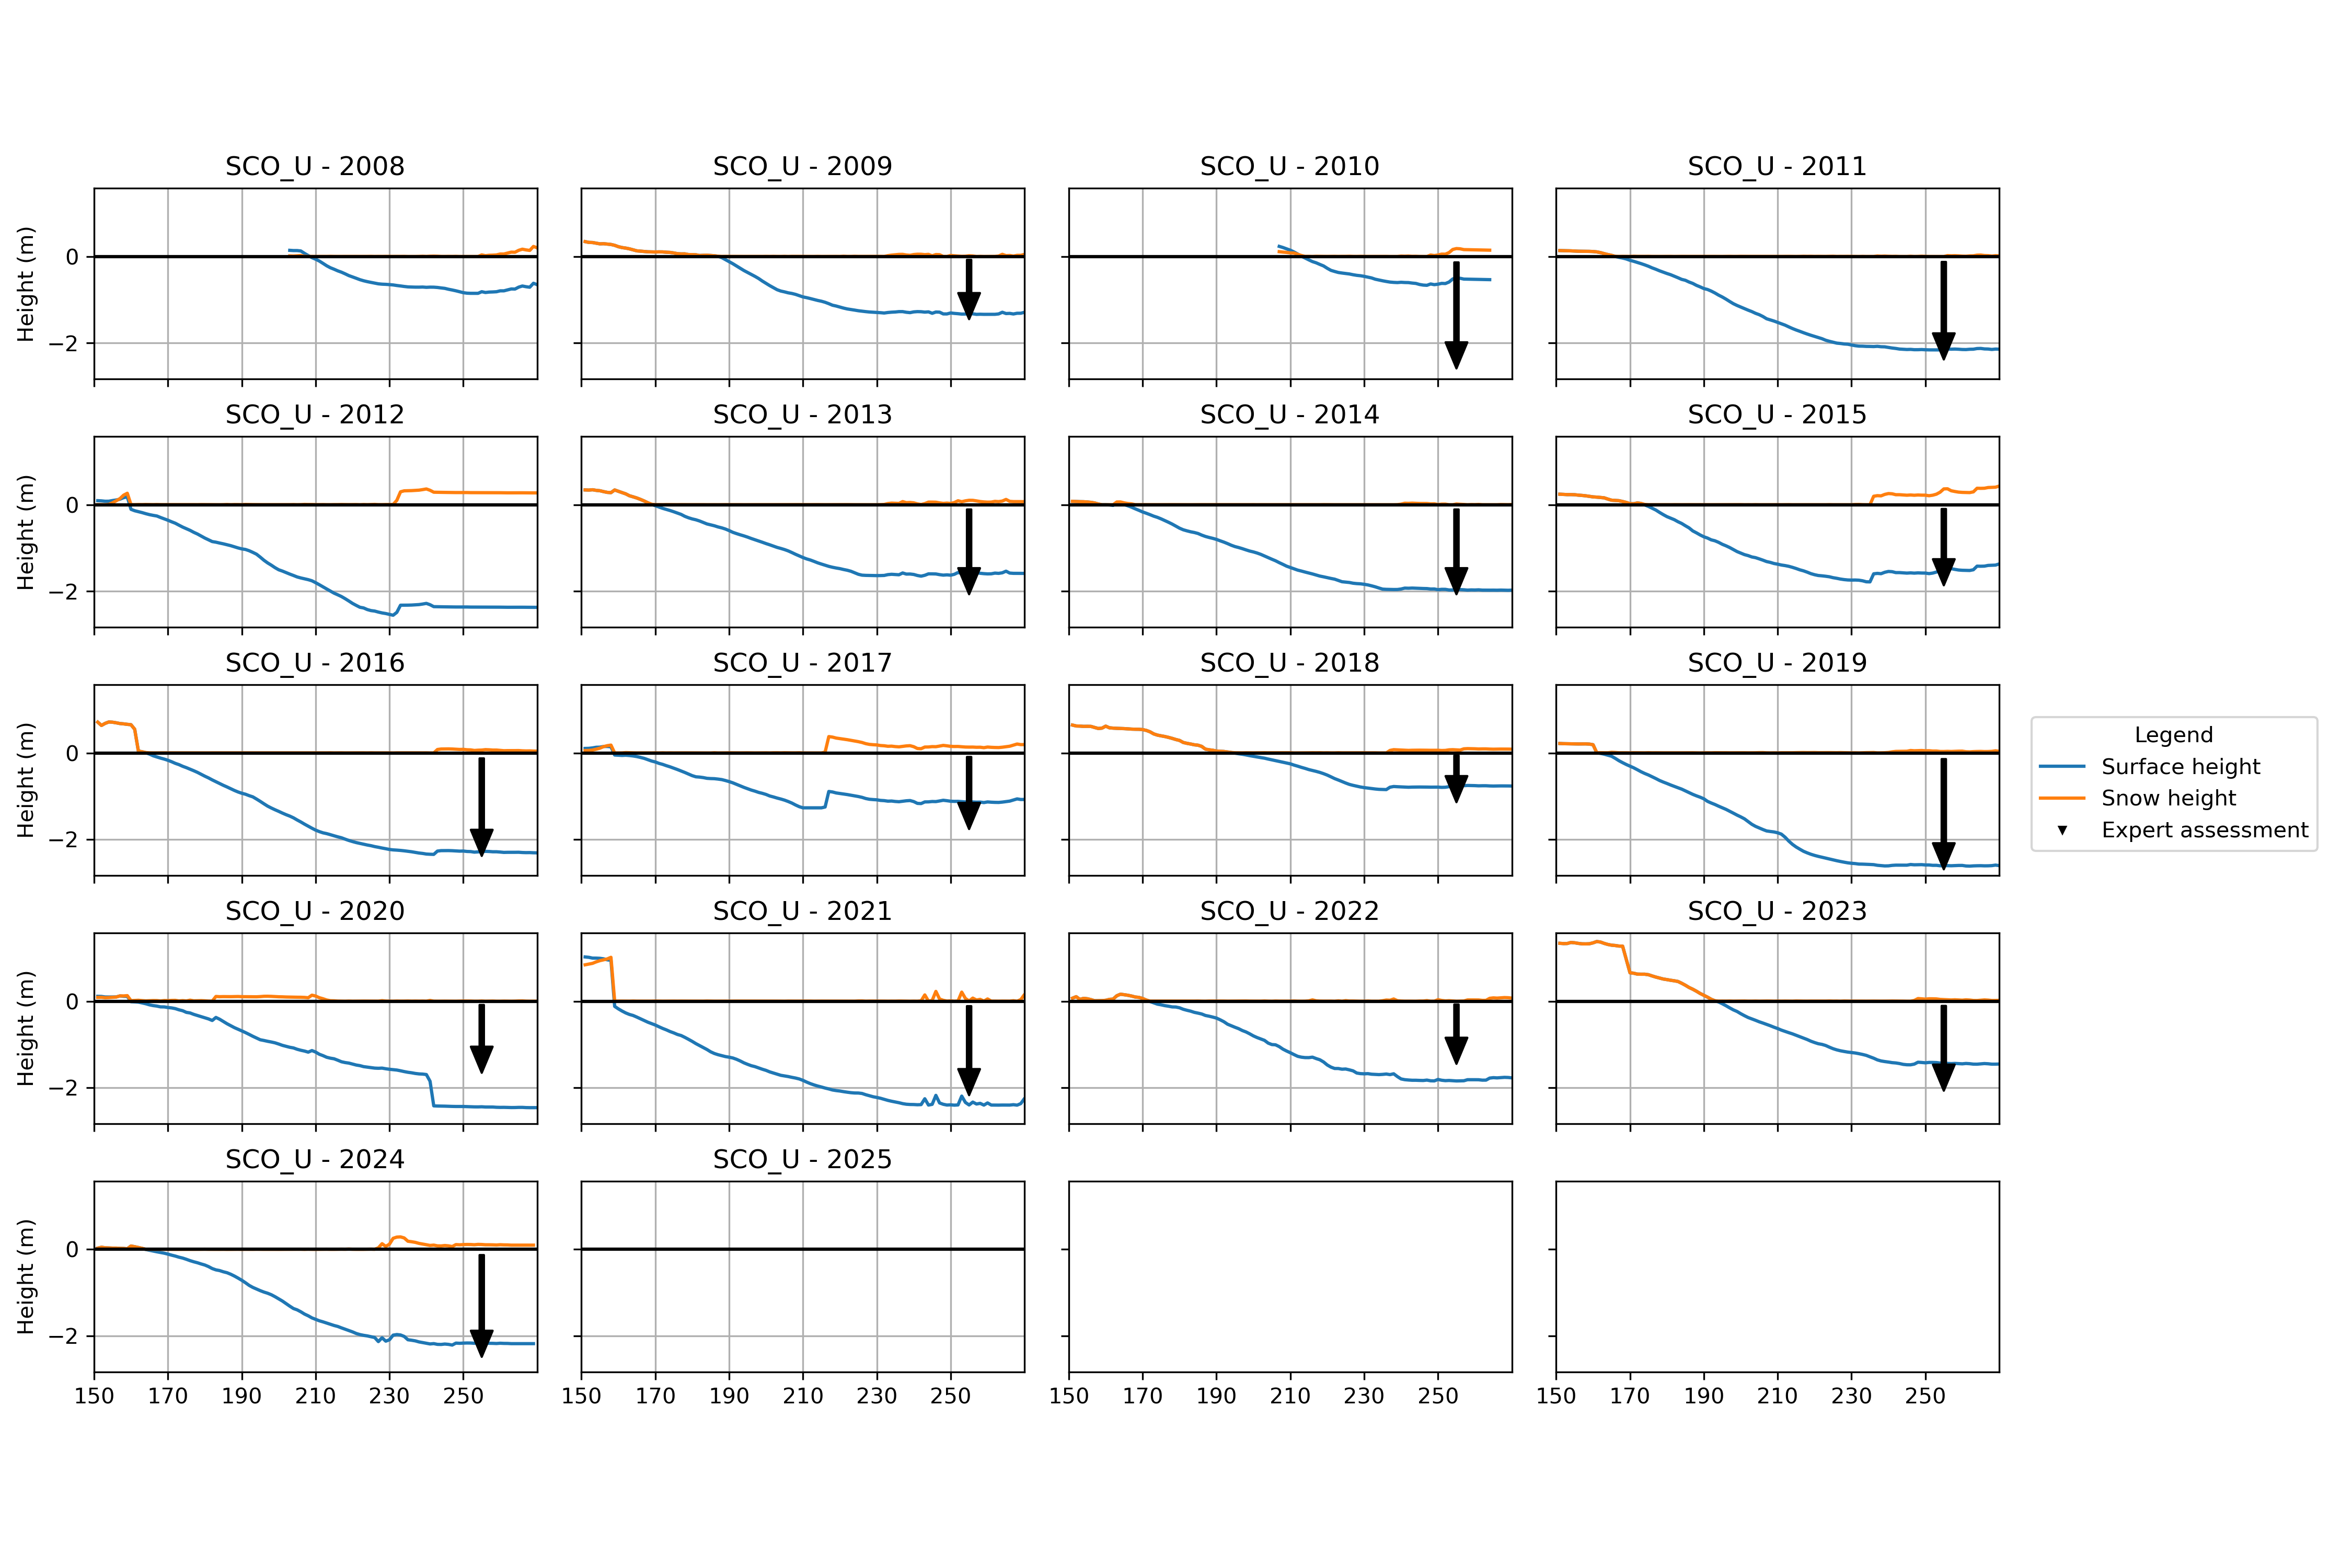 SCO_U - 2008
SCO_U - 2009
SCO_U - 2010
SCO_U - 2011
Height (m)
0
−2
SCO_U - 2012
SCO_U - 2013
SCO_U - 2014
SCO_U - 2015
Height (m)
0
−2
SCO_U - 2016
SCO_U - 2017
SCO_U - 2018
SCO_U - 2019
Height (m)
0
−2
Legend
Surface height
Snow height
Expert assessment
SCO_U - 2020
SCO_U - 2021
SCO_U - 2022
SCO_U - 2023
Height (m)
0
−2
SCO_U - 2024
SCO_U - 2025
Height (m)
0
−2
150 170 190 210 230 250
150 170 190 210 230 250
150 170 190 210 230 250
150 170 190 210 230 250